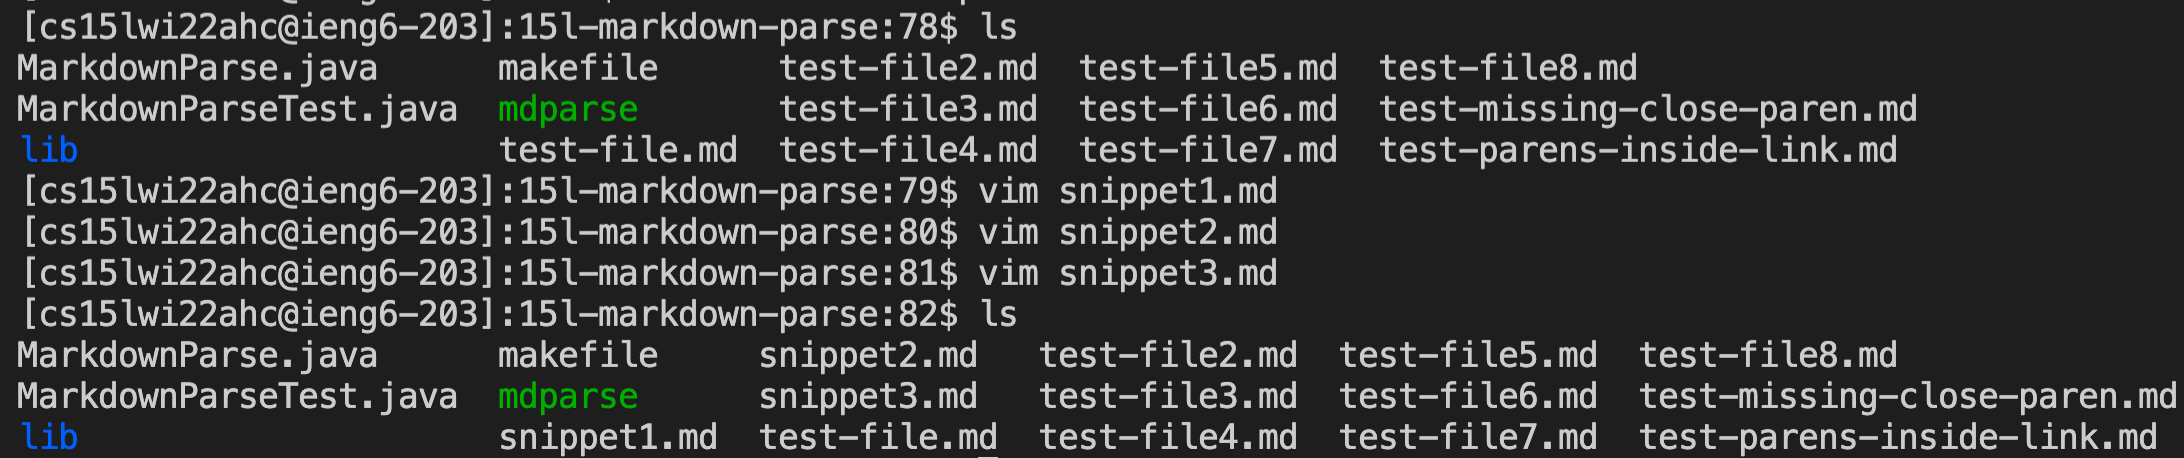 [cs15lwi22ahc@ieng6-203]:15l-markdown-parse:78$ ls
MarkdownParse.java      makefile      test-file2.md  test-file5.md  test-file8.md
MarkdownParseTest.java  mdparse       test-file3.md  test-file6.md  test-missing-close-paren.md
lib                     test-file.md  test-file4.md  test-file7.md  test-parens-inside-link.md
[cs15lwi22ahc@ieng6-203]:15l-markdown-parse:79$ vim snippet1.md
[cs15lwi22ahc@ieng6-203]:15l-markdown-parse:80$ vim snippet2.md
[cs15lwi22ahc@ieng6-203]:15l-markdown-parse:81$ vim snippet3.md
[cs15lwi22ahc@ieng6-203]:15l-markdown-parse:82$ ls
MarkdownParse.java      makefile     snippet2.md   test-file2.md  test-file5.md  test-file8.md
MarkdownParseTest.java  mdparse      snippet3.md   test-file3.md  test-file6.md  test-missing-close-paren.md
lib                     snippet1.md  test-file.md  test-file4.md  test-file7.md  test-parens-inside-link.md